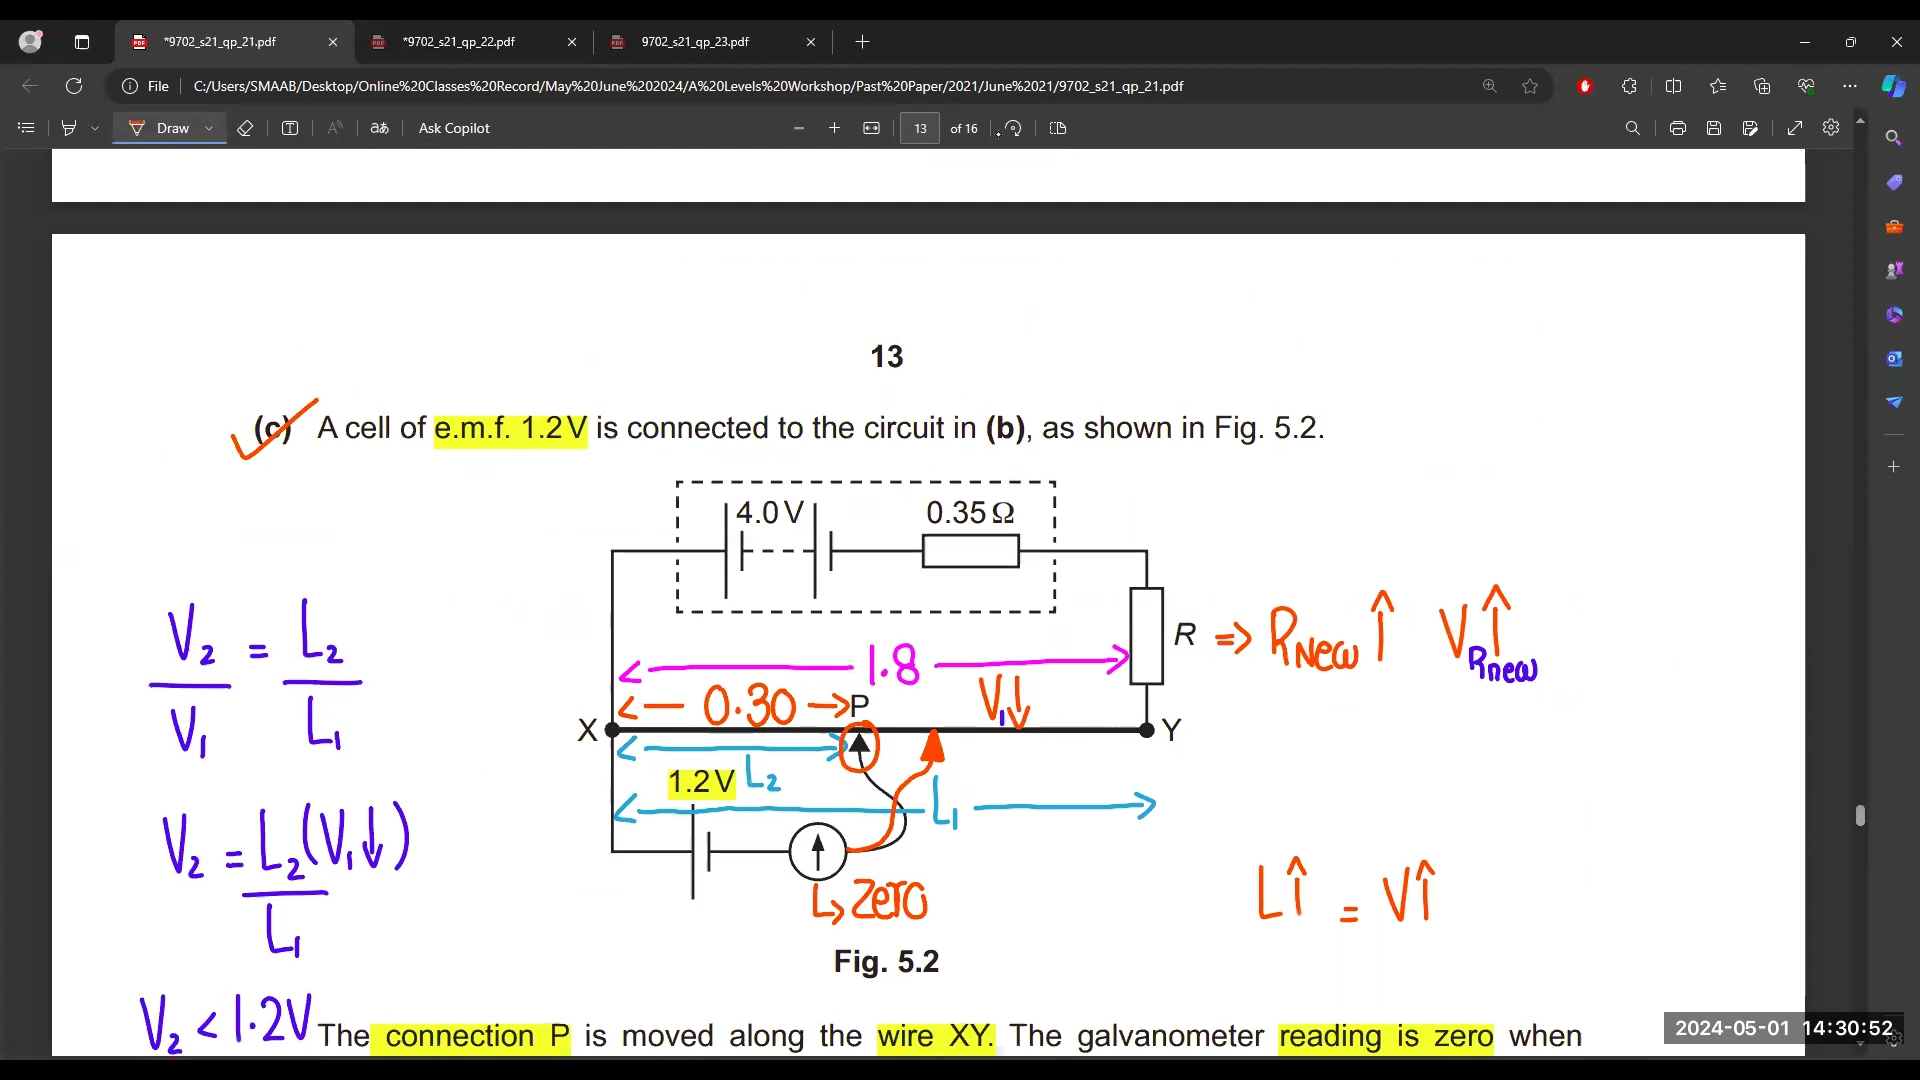 *9702_s21_qp_21.pdf
*9702_s21_qp_22.pdf
9702_s21_qp_23.pdf
File
C:/Users/SMAAB/Desktop/Online%20Classes%20Record/May%20June%202024/A%20Levels%20Workshop/Past%20Paper/2021/June%2021/9702_s21_qp_21.pdf
Draw
Ask Copilot
13 of 16
13
(c) A cell of e.m.f. 1.2 V is connected to the circuit in (b), as shown in Fig. 5.2.
4.0 V
0.35 Ω
R => RNew ↑ V↑Rnew
V2 / V1 = L2 / L1
1.8
0.30
P
V1↓
X
Y
1.2 V
L2
L1
V2 = L2(V1↓) / L1
L↑ = V↑
↳ Zero
Fig. 5.2
V2 < 1.2V
The connection P is moved along the wire XY. The galvanometer reading is zero when
2024-05-01 14:30:52